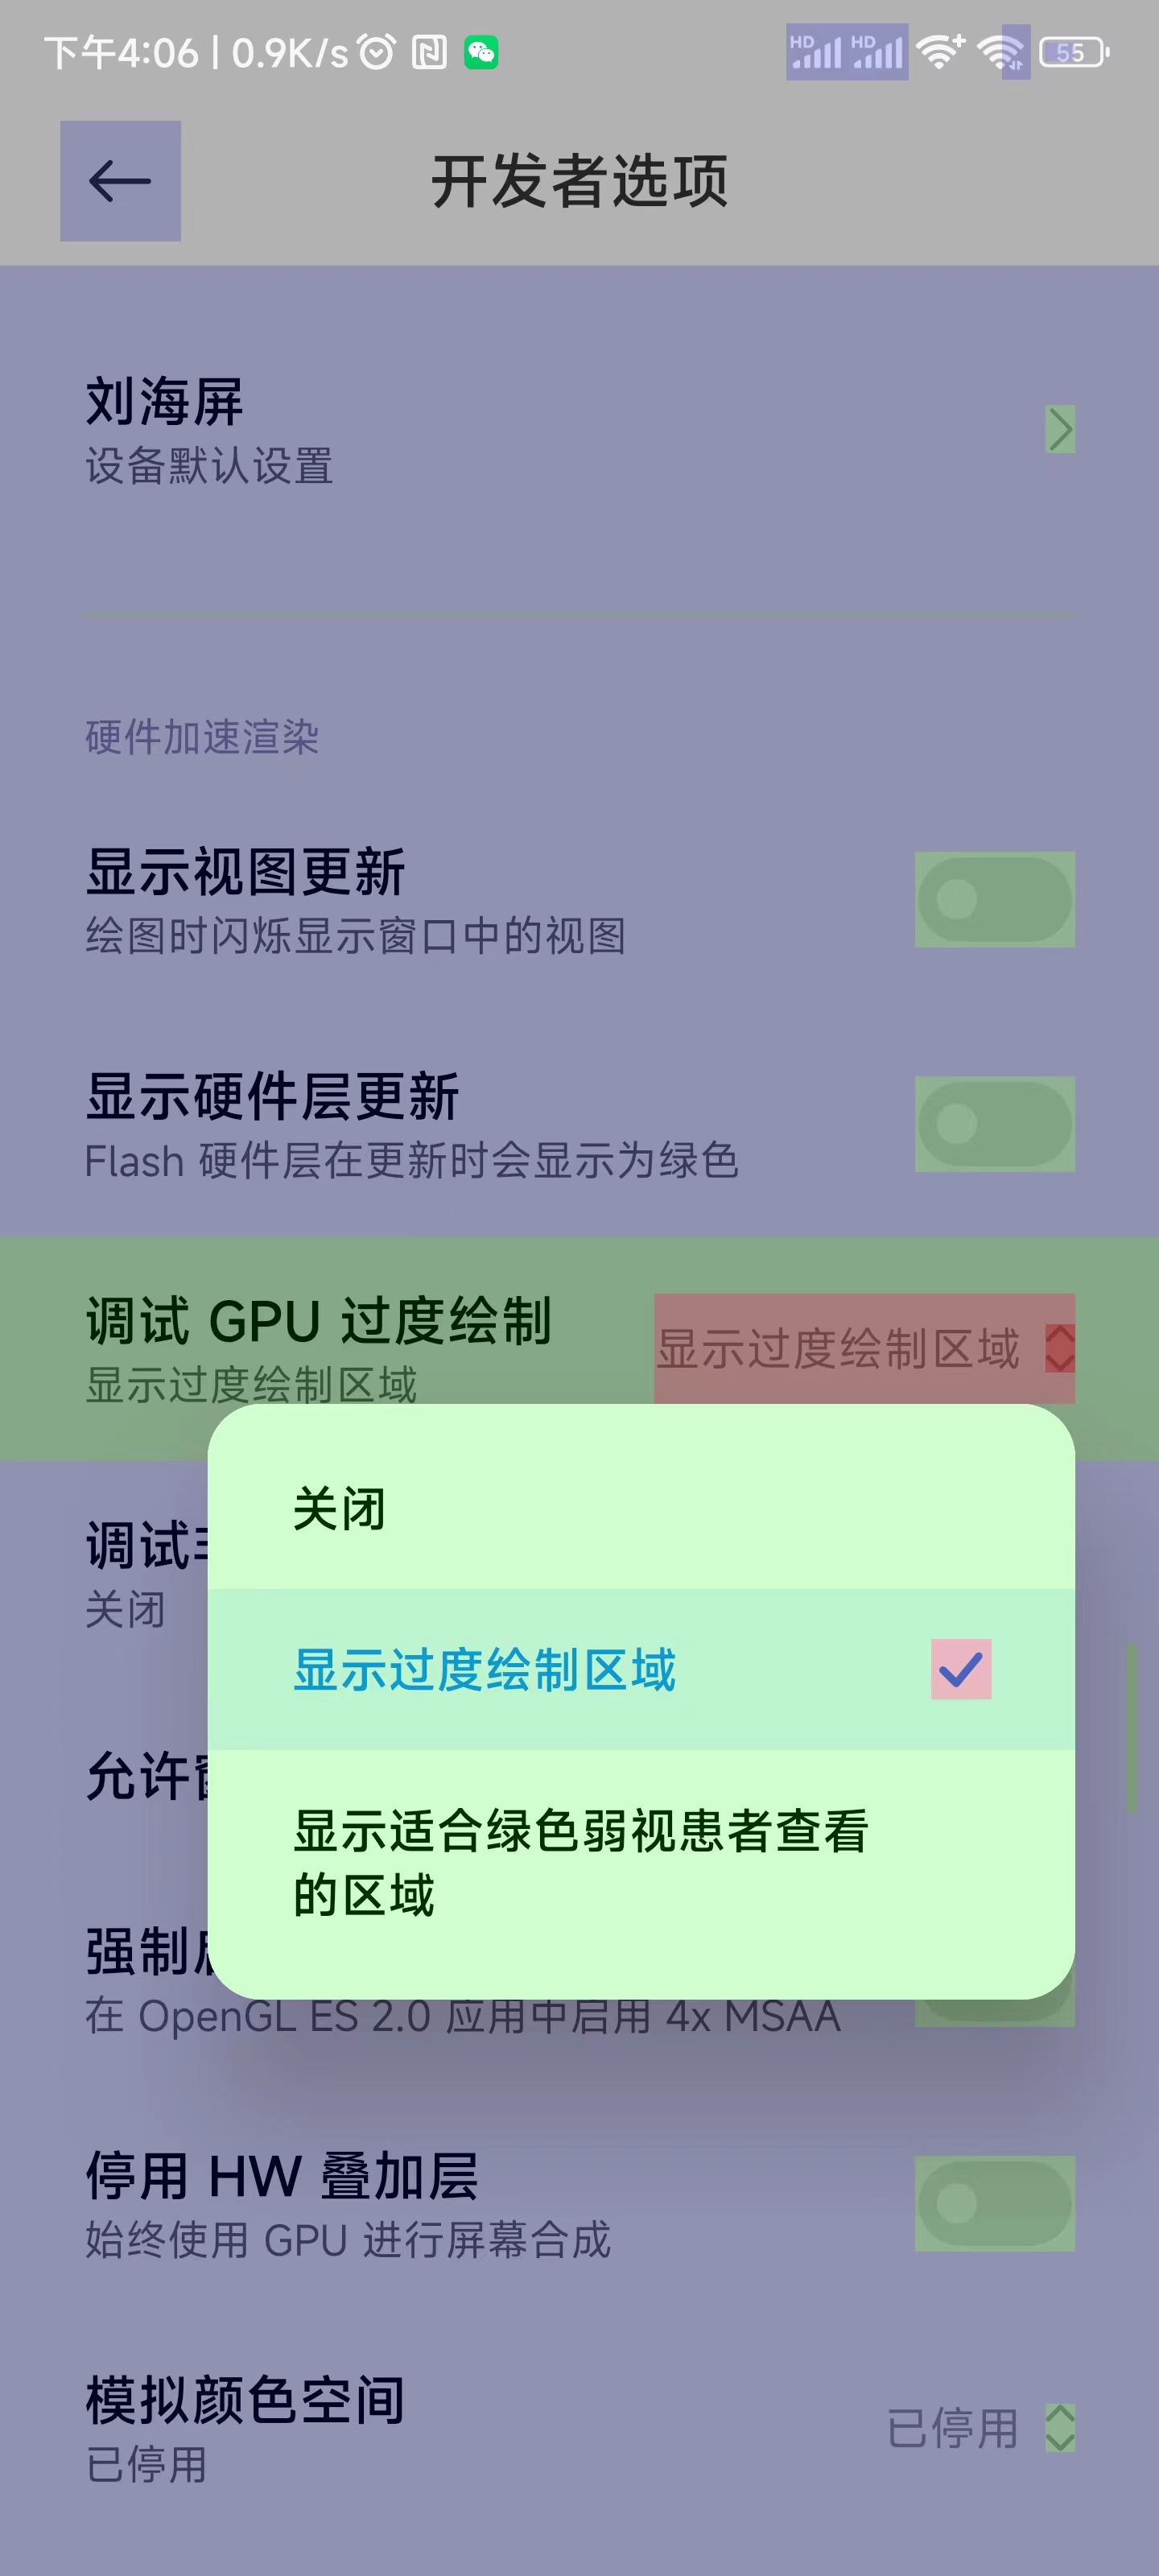 下午4:06 | 0.9K/s HD HD 55
开发者选项
刘海屏
设备默认设置
硬件加速渲染
显示视图更新
绘图时闪烁显示窗口中的视图
显示硬件层更新
Flash 硬件层在更新时会显示为绿色
调试 GPU 过度绘制
显示过度绘制区域
显示过度绘制区域
关闭
调试
关闭
显示过度绘制区域
允许
显示适合绿色弱视患者查看
的区域
强制
在 OpenGL ES 2.0 应用中启用 4x MSAA
停用 HW 叠加层
始终使用 GPU 进行屏幕合成
模拟颜色空间
已停用
已停用